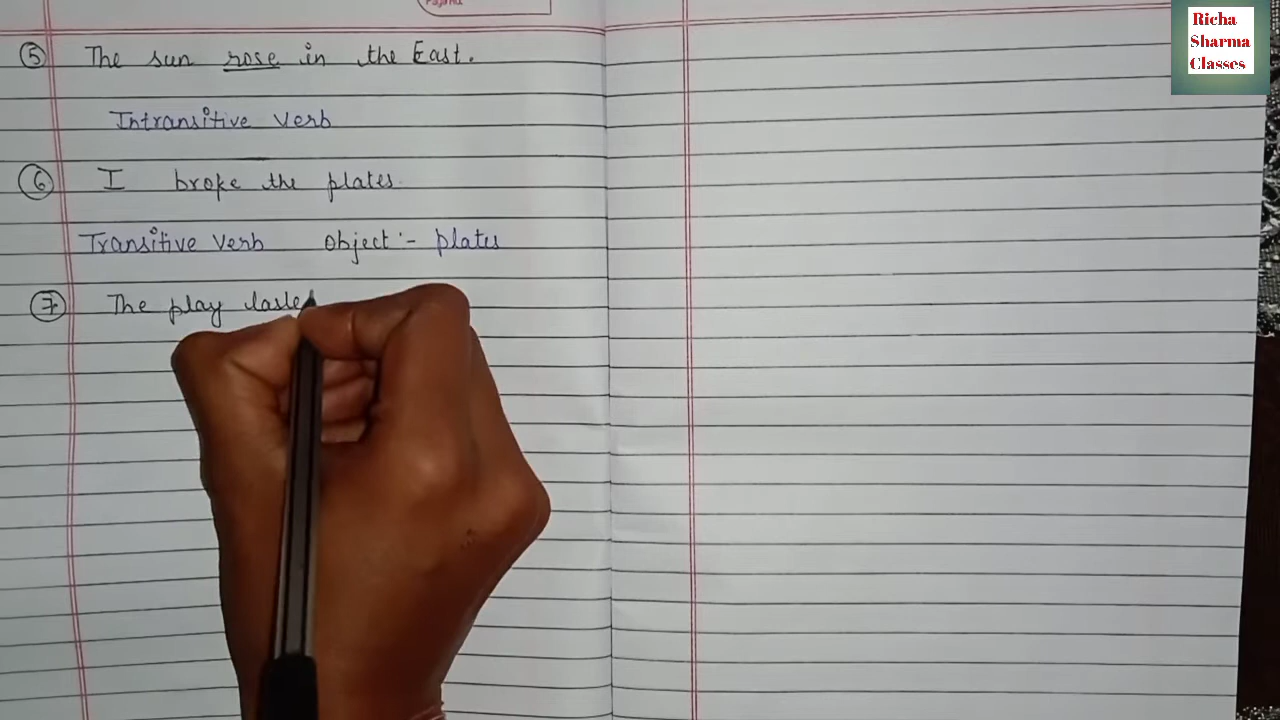 ⑤ The sun rose in the East.
Intransitive verb
⑥ I broke the plates.
Transitive Verb object :- plates
⑦ The play laste
Richa
Sharma
Classes